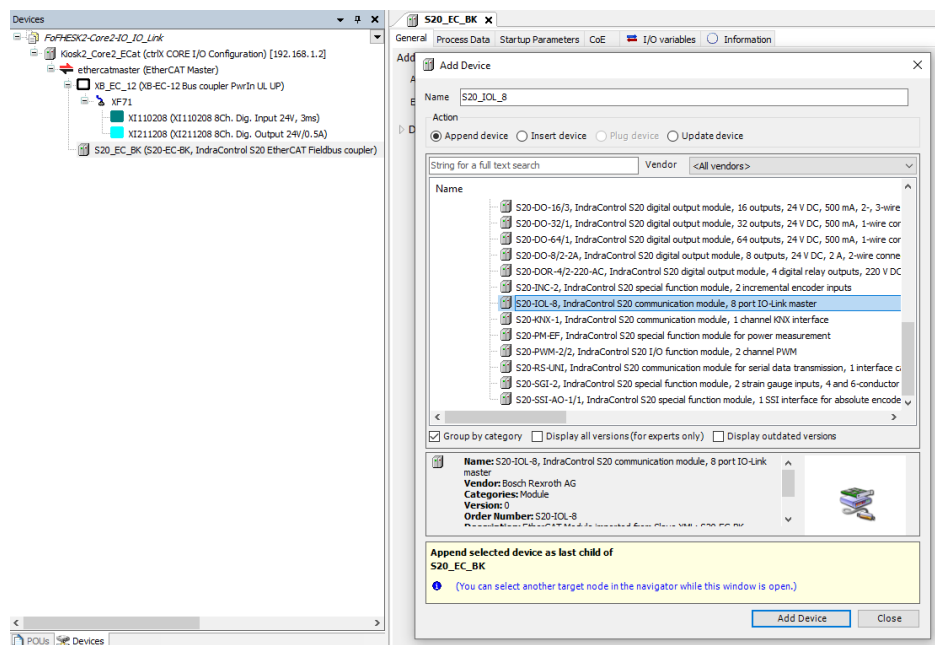 Devices
FoFHESK2-Core2-IO_IO_Link
Kiosk2_Core2_ECat (ctrlX CORE I/O Configuration) [192.168.1.2]
ethercatmaster (EtherCAT Master)
XB_EC_12 (XB-EC-12 Bus coupler PwrIn UL UP)
XF71
XI110208 (XI110208 8Ch. Dig. Input 24V, 3ms)
XI211208 (XI211208 8Ch. Dig. Output 24V/0.5A)
S20_EC_BK (S20-EC-BK, IndraControl S20 EtherCAT Fieldbus coupler)
POUs Devices
S20_EC_BK
General Process Data Startup Parameters CoE I/O variables Information
Add
A
E
D
Add Device
Name S20_IOL_8
Action
Append device Insert device Plug device Update device
String for a full text search Vendor <All vendors>
Name
S20-DO-16/3, IndraControl S20 digital output module, 16 outputs, 24 V DC, 500 mA, 2-, 3-wire
S20-DO-32/1, IndraControl S20 digital output module, 32 outputs, 24 V DC, 500 mA, 1-wire cor
S20-DO-64/1, IndraControl S20 digital output module, 64 outputs, 24 V DC, 500 mA, 1-wire cor
S20-DO-8/2-2A, IndraControl S20 digital output module, 8 outputs, 24 V DC, 2 A, 2-wire conne
S20-DOR-4/2-220-AC, IndraControl S20 digital output module, 4 digital relay outputs, 220 V DC
S20-INC-2, IndraControl S20 special function module, 2 incremental encoder inputs
S20-IOL-8, IndraControl S20 communication module, 8 port IO-Link master
S20-KNX-1, IndraControl S20 communication module, 1 channel KNX interface
S20-PM-EF, IndraControl S20 special function module for power measurement
S20-PWM-2/2, IndraControl S20 I/O function module, 2 channel PWM
S20-RS-UNI, IndraControl S20 communication module for serial data transmission, 1 interface ca
S20-SGI-2, IndraControl S20 special function module, 2 strain gauge inputs, 4 and 6-conductor
S20-SSI-AO-1/1, IndraControl S20 special function module, 1 SSI interface for absolute encode
Group by category Display all versions (for experts only) Display outdated versions
Name: S20-IOL-8, IndraControl S20 communication module, 8 port IO-Link
master
Vendor: Bosch Rexroth AG
Categories: Module
Version: 0
Order Number: S20-IOL-8
Description: EtherCAT Module imported from Slave XML: S20-EC-BK
Append selected device as last child of
S20_EC_BK
(You can select another target node in the navigator while this window is open.)
Add Device Close